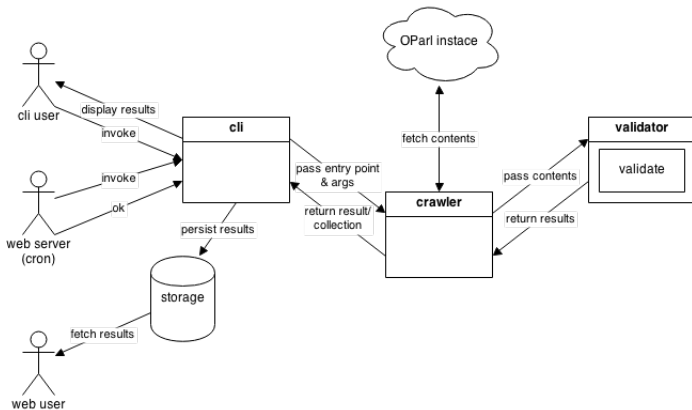 OParl instace
display results
cli user
invoke
cli
fetch contents
validator
validate
pass entry point
& args
pass contents
invoke
ok
crawler
return result/
collection
return results
web server
(cron)
persist results
storage
fetch results
web user